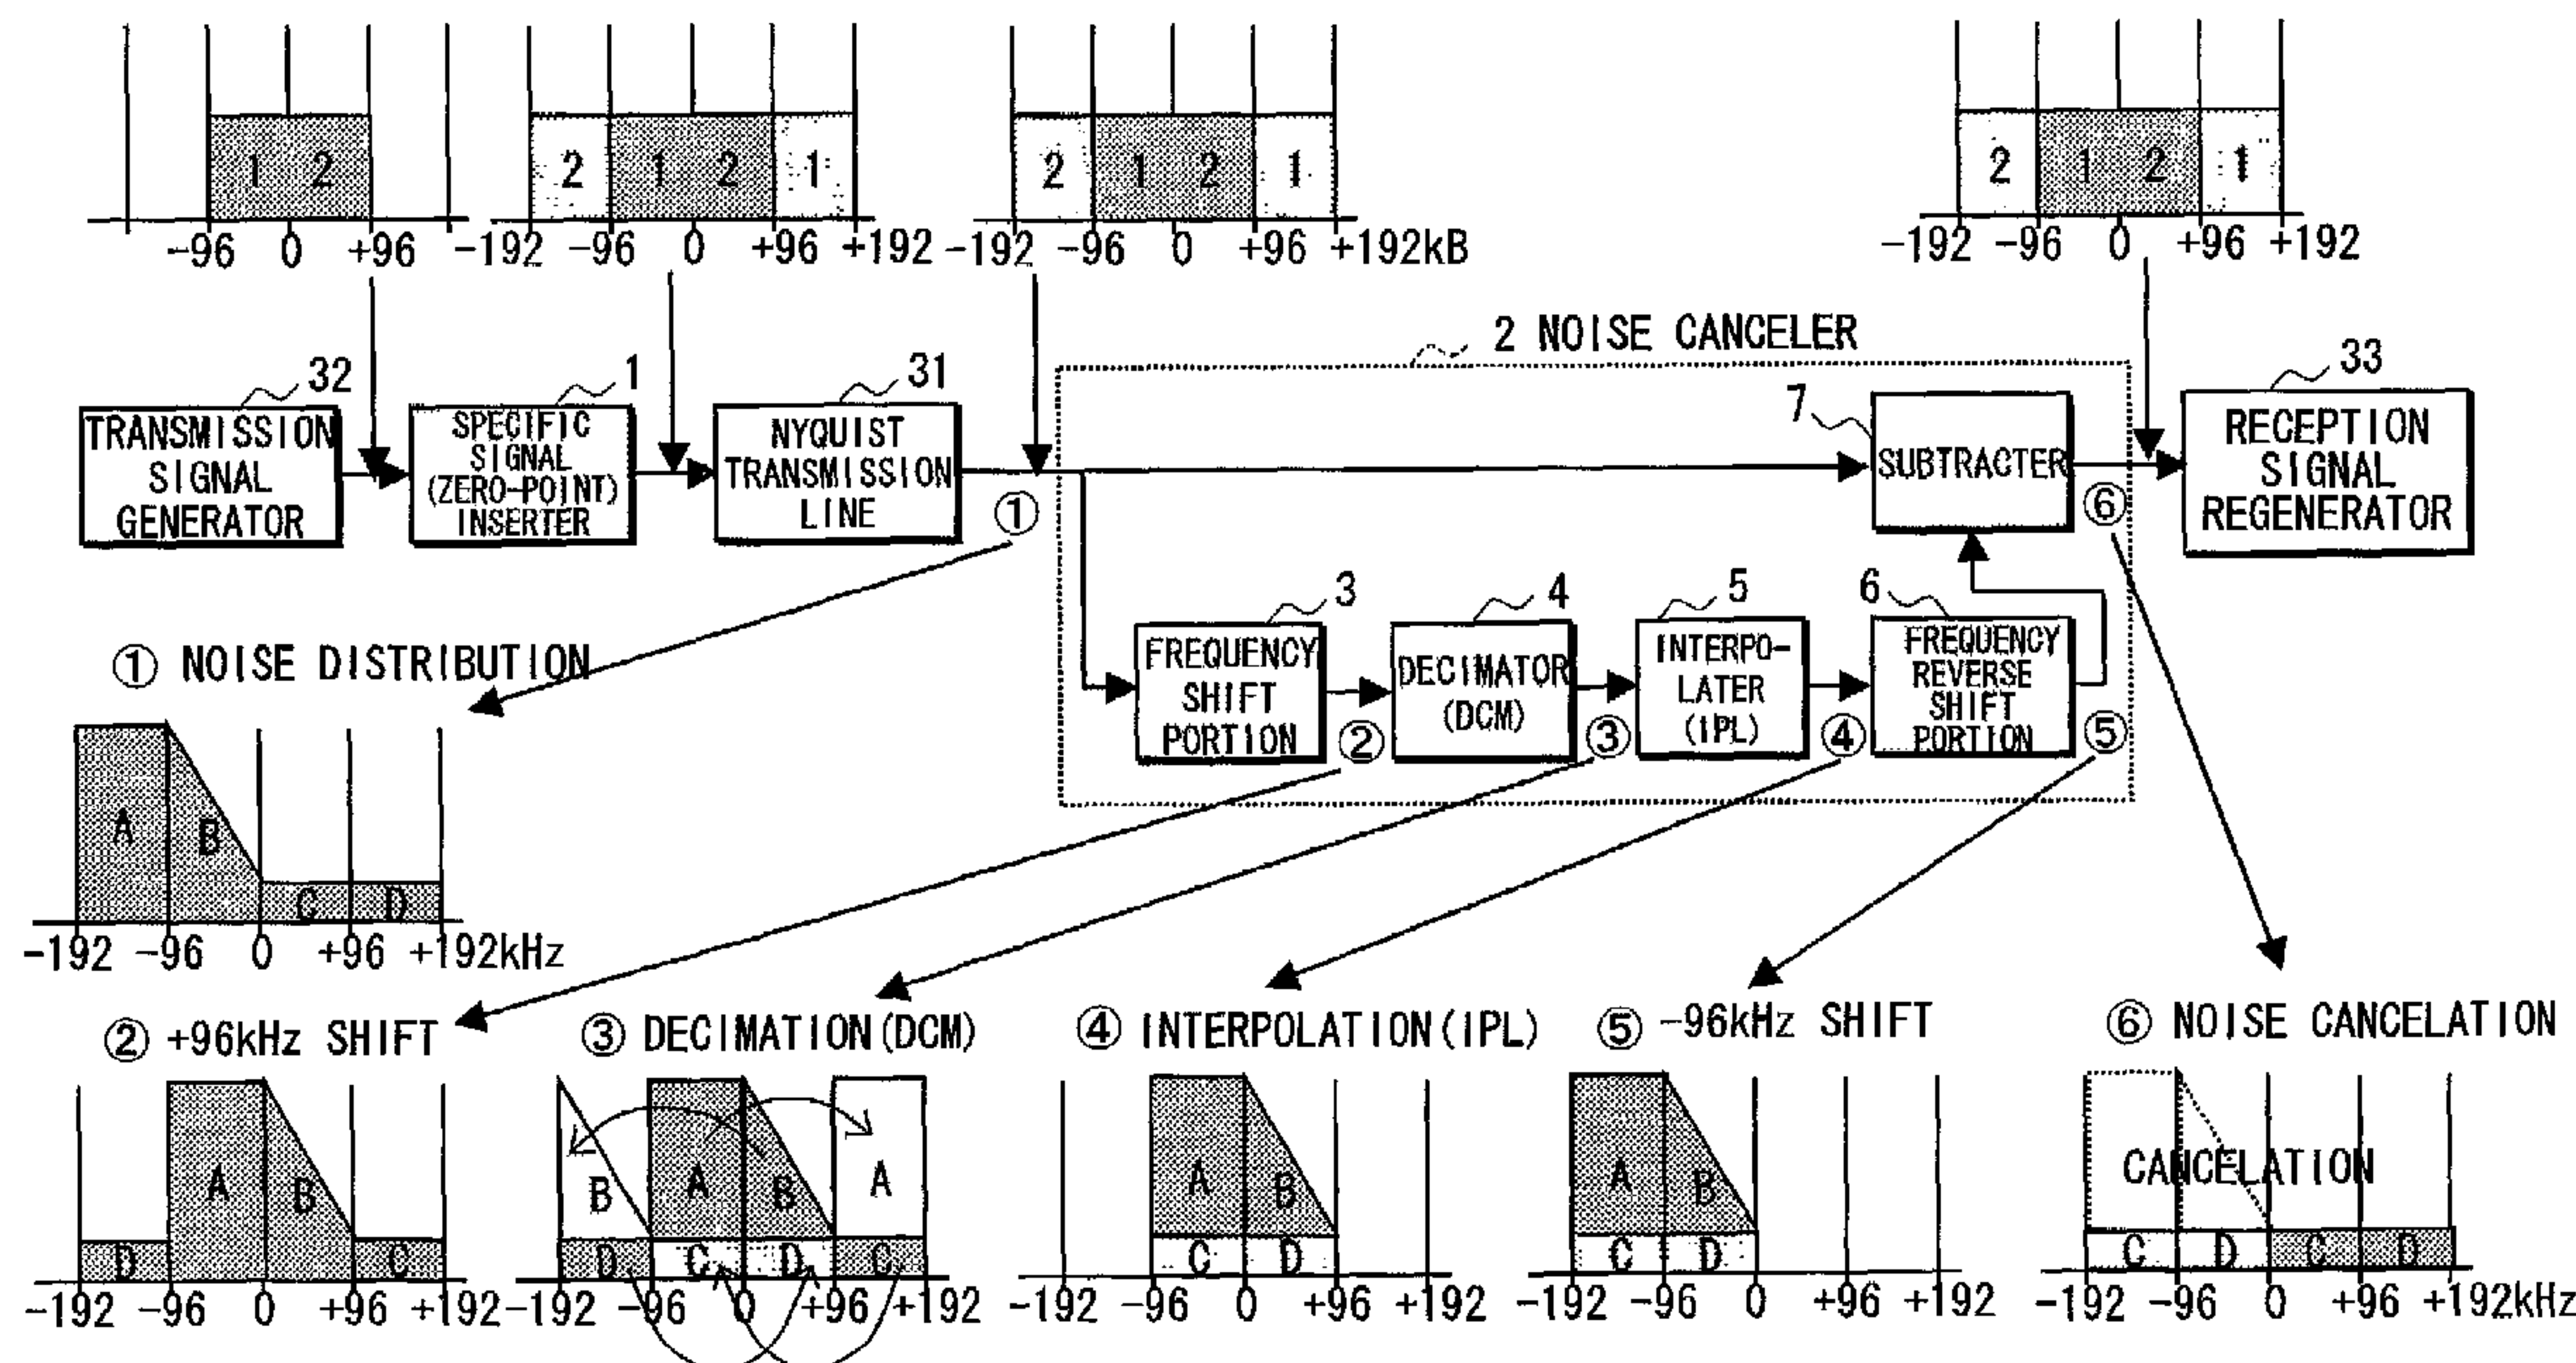 1 2
2 1 2 1
2 1 2 1
2 1 2 1
-96 0 +96
-192 -96 0 +96 +192
-192 -96 0 +96 +192kB
-192 -96 0 +96 +192
2 NOISE CANCELER
32
TRANSMISSION
SIGNAL
GENERATOR
1
SPECIFIC
SIGNAL
(ZERO-POINT)
INSERTER
31
NYQUIST
TRANSMISSION
LINE
①
7
SUBTRACTER
⑥
33
RECEPTION
SIGNAL
REGENERATOR
3
FREQUENCY
SHIFT
PORTION
②
4
DECIMATOR
(DCM)
③
5
INTERPO-
LATER
(IPL)
④
6
FREQUENCY
REVERSE
SHIFT
PORTION
⑤
① NOISE DISTRIBUTION
A B C D
-192 -96 0 +96 +192kHz
② +96kHz SHIFT
D A B C
-192 -96 0 +96 +192
③ DECIMATION(DCM)
B A B A
D C D C
-192 -96 0 +96 +192
④ INTERPOLATION(IPL)
A B
C D
-192 -96 0 +96 +192
⑤ -96kHz SHIFT
A B
C D
-192 -96 0 +96 +192
⑥ NOISE CANCELATION
CANCELATION
C D C D
-192 -96 0 +96 +192kHz